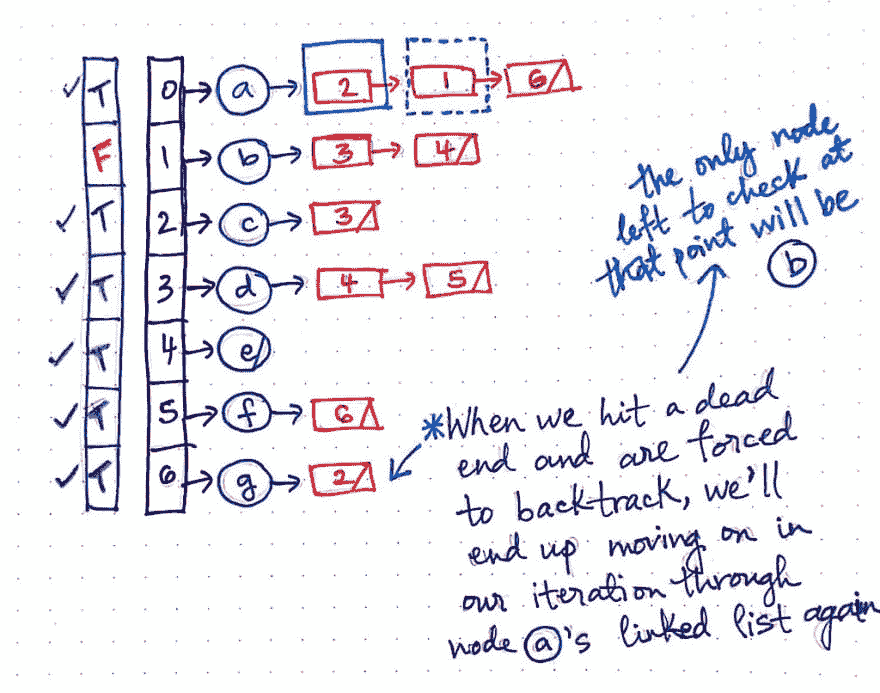 ✓ T 0 → a → 2 → 1 → 6
F 1 → b → 3 → 4
✓ T 2 → c → 3
✓ T 3 → d → 4 → 5
✓ T 4 → e
✓ T 5 → f → 6
✓ T 6 → g → 2
the only node
left to check at
that point will be
b
*When we hit a dead
end and are forced
to backtrack, we'll
end up moving on in
our iteration through
node a's linked list again